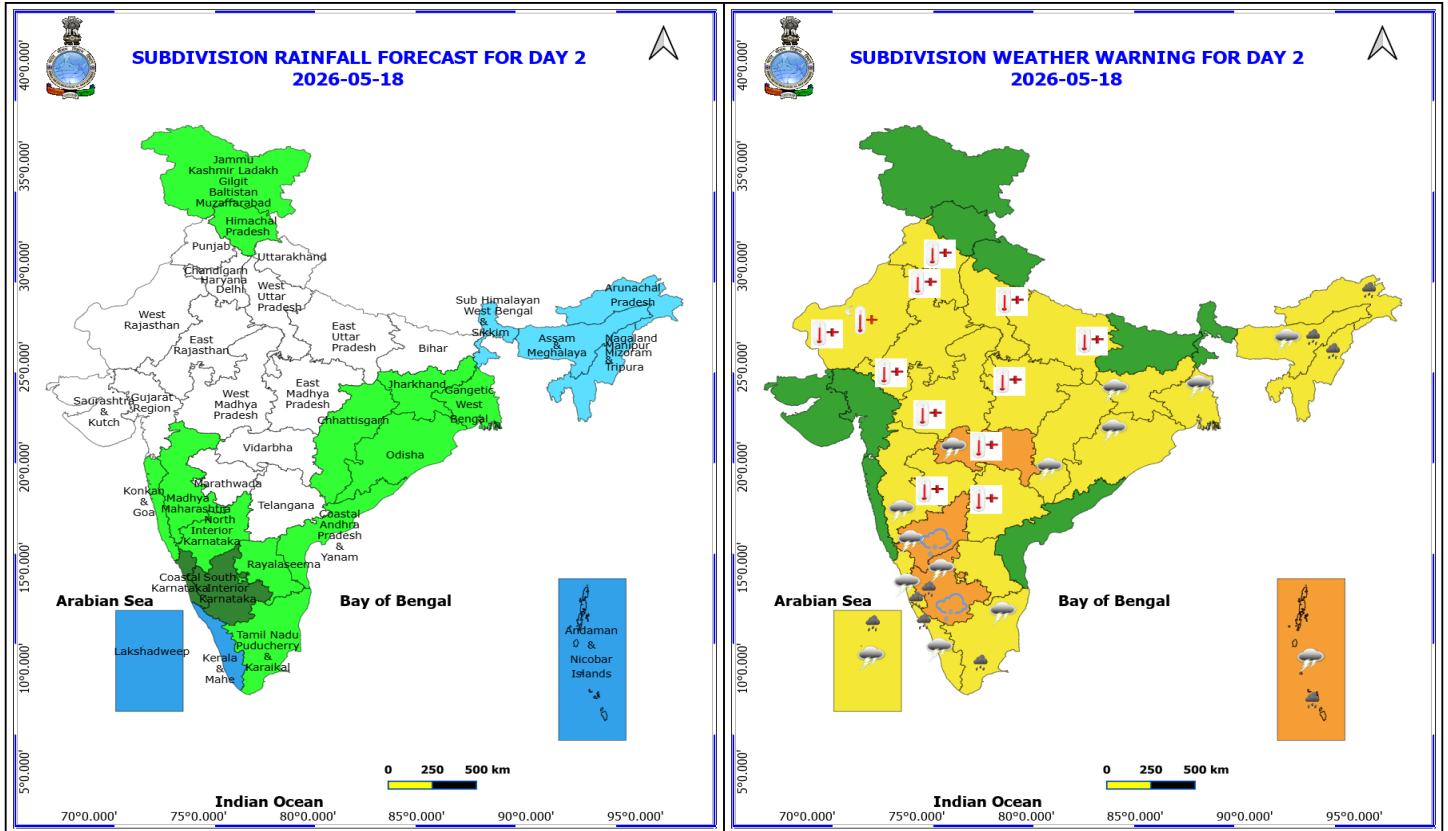 SUBDIVISION RAINFALL FORECAST FOR DAY 2
2026-05-18
40°0.000'
35°0.000'
30°0.000'
25°0.000'
20°0.000'
15°0.000'
10°0.000'
5°0.000'
Jammu
Kashmir Ladakh
Gilgit
Baltistan
Muzaffarabad
Himachal
Pradesh
Punjab
Uttarakhand
Chandigarh
Haryana
Delhi
West
Uttar
Pradesh
West
Rajasthan
East
Rajasthan
East
Uttar
Pradesh
Bihar
Sub Himalayan
West Bengal
&
Sikkim
Arunachal
Pradesh
Assam
&
Meghalaya
Nagaland
Manipur
Mizoram
&
Tripura
Saurashtra
&
Kutch
Gujarat
Region
West
Madhya
Pradesh
East
Madhya
Pradesh
Jharkhand
Gangetic
West
Bengal
Chhattisgarh
Odisha
Vidarbha
Marathwada
Konkan
&
Goa
Madhya
Maharashtra
Telangana
North
Interior
Karnataka
Coastal
Andhra
Pradesh
&
Yanam
Rayalaseema
Coastal
Karnataka
South
Interior
Karnataka
Tamil Nadu
Puducherry
&
Karaikal
Kerala
&
Mahe
Lakshadweep
Andaman
&
Nicobar
Islands
Arabian Sea
Bay of Bengal
0 250 500 km
Indian Ocean
70°0.000' 75°0.000' 80°0.000' 85°0.000' 90°0.000' 95°0.000'
SUBDIVISION WEATHER WARNING FOR DAY 2
2026-05-18
40°0.000'
35°0.000'
30°0.000'
25°0.000'
20°0.000'
15°0.000'
10°0.000'
5°0.000'
Arabian Sea
Bay of Bengal
0 250 500 km
Indian Ocean
70°0.000' 75°0.000' 80°0.000' 85°0.000' 90°0.000' 95°0.000'